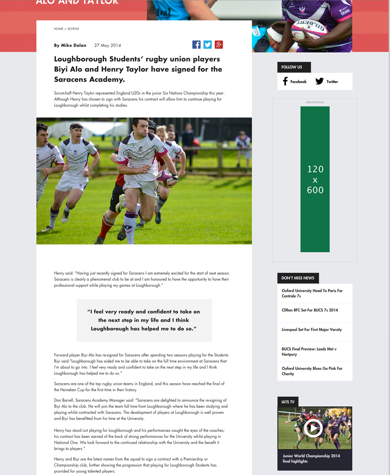 ALO AND TAYLOR
HOME > SEVENS
By Mike Dolan 27 May 2014
Loughborough Students' rugby union players
Biyi Alo and Henry Taylor have signed for the
Saracens Academy.
Scrum-half Henry Taylor represented England U20s in the junior Six Nations Championship this year.
Although Henry has chosen to sign with Saracens his contract will allow him to continue playing for
Loughborough whilst completing his studies.
Henry said: "Having just recently signed for Saracens I am extremely excited for the start of next season.
Saracens is clearly a phenomenal club to be at and I am honoured to have the opportunity to have their
professional support while playing my games at Loughborough."
"I feel very ready and confident to take on
the next step in my life and I think
Loughborough has helped me to do so."
Forward player Biyi Alo has resigned for Saracens after spending two seasons playing for the Students.
Biyi said "Loughborough has suited me to be able to take on the full time environment at Saracens that
I'm about to go into. I feel very ready and confident to take on the next step in my life and I think
Loughborough has helped me to do so."
Saracens are one of the top rugby union teams in England, and this season have reached the final of
the Heineken Cup for the first time in their history.
Don Barrell, Saracens Academy Manager said: "Saracens are delighted to announce the resigning of
Biyi Alo to the club. He will join the team full time from Loughborough where he has been studying and
playing whilst contracted with Saracens. The development of players at Loughborough is well proven
and Biyi has benefitted from his time at the University.
Henry has stood out playing for Loughborough and his performances caught the eyes of the coaches;
his contract has been earned off the back of strong performances for the University whilst playing in
National One. We look forward to the continued relationship with the University and the benefit it
brings to players."
Henry and Biyi are the latest names from the squad to sign a contract with a Premiership or
Championship club, further showing the progression that playing for Loughborough Students has
provided for young talented players.
FOLLOW US
Facebook Twitter
120
x
600
DON'T MISS NEWS
Oxford University Head To Paris For
Centrale 7s
Clifton RFC Set For BUCS 7s 2014
Liverpool Set For First Major Varsity
BUCS Final Preview: Leeds Met v
Hartpury
Oxford University Blues Go Pink For
Charity
IN7S TV
Junior World Championship 2014
final highlights